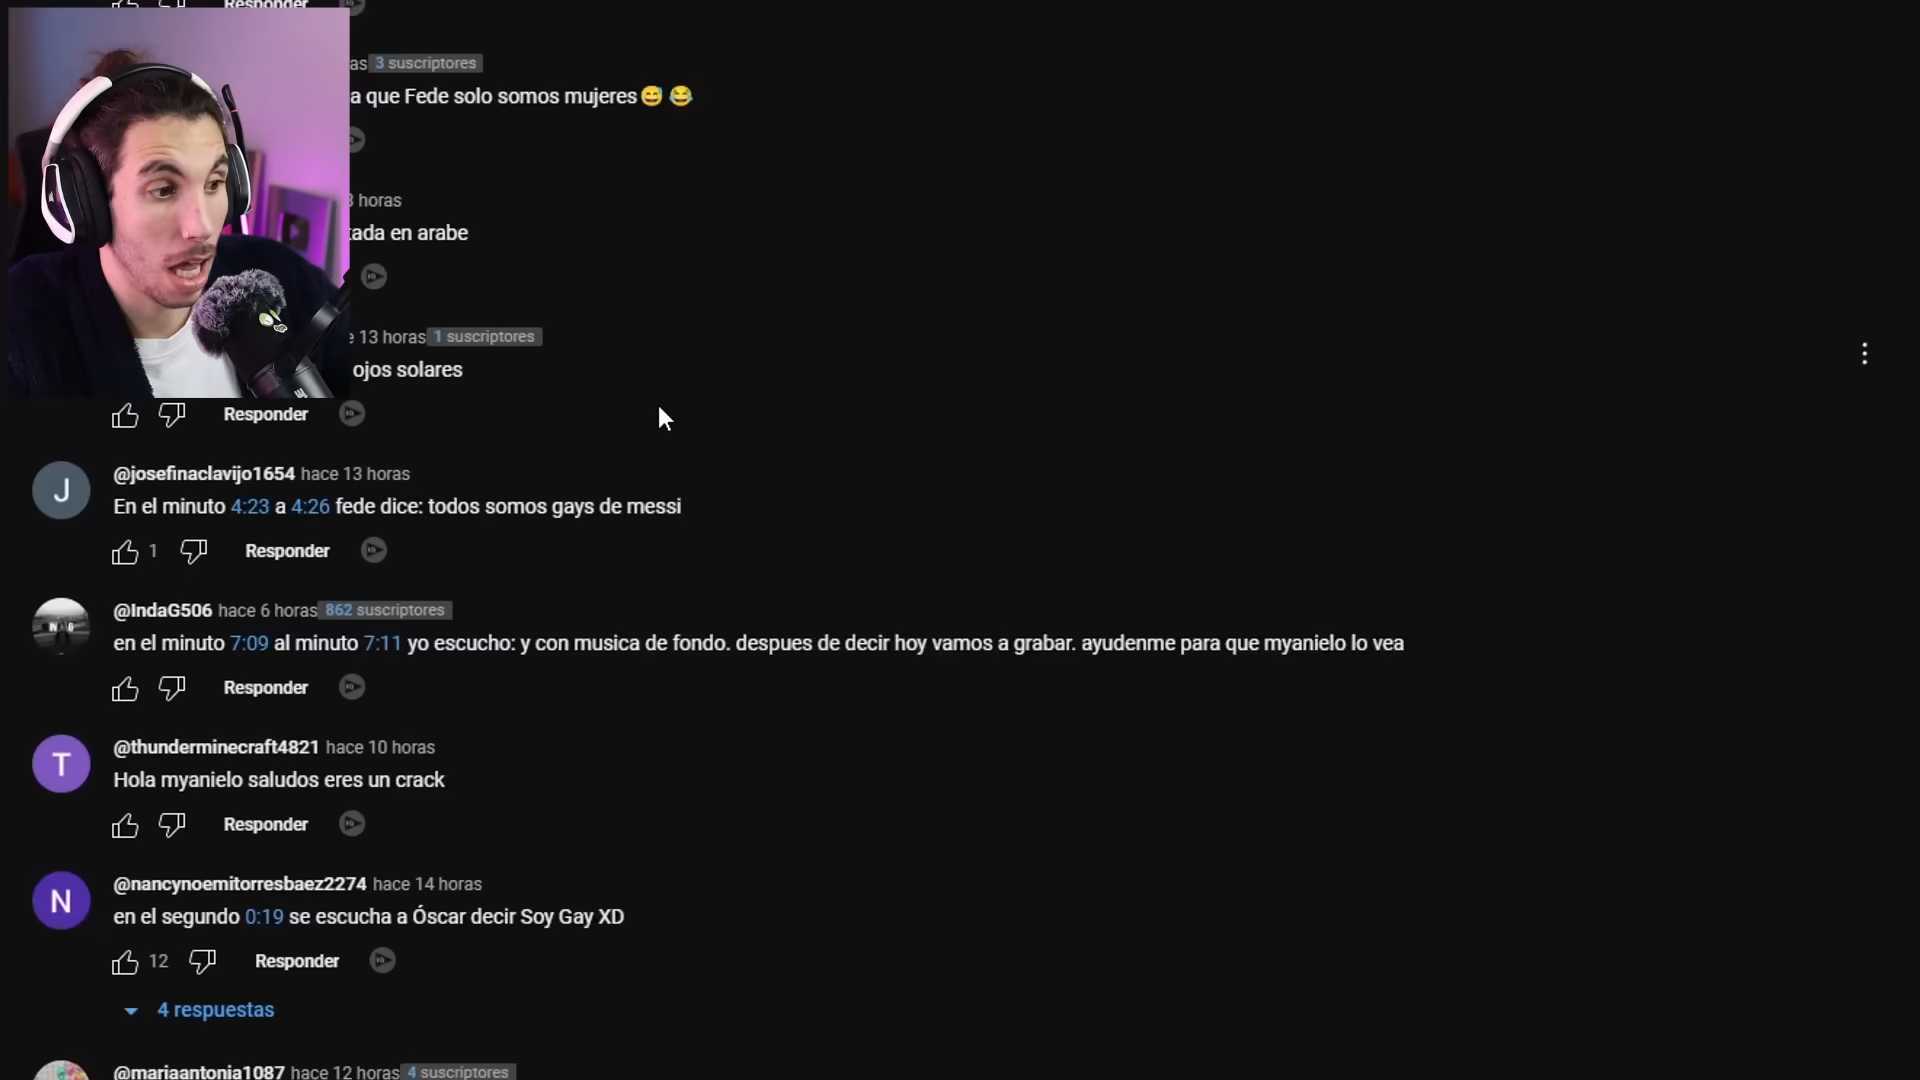 Responder
as 3 suscriptores
a que Fede solo somos mujeres😅 😂
3 horas
tada en arabe
e 13 horas 1 suscriptores
ojos solares
Responder
J
@josefinaclavijo1654 hace 13 horas
En el minuto 4:23 a 4:26 fede dice: todos somos gays de messi
1 Responder
@IndaG506 hace 6 horas 862 suscriptores
en el minuto 7:09 al minuto 7:11 yo escucho: y con musica de fondo. despues de decir hoy vamos a grabar. ayudenme para que myanielo lo vea
Responder
T
@thunderminecraft4821 hace 10 horas
Hola myanielo saludos eres un crack
Responder
N
@nancynoemitorresbaez2274 hace 14 horas
en el segundo 0:19 se escucha a Óscar decir Soy Gay XD
12 Responder
4 respuestas
@mariaantonia1087 hace 12 horas 4 suscriptores